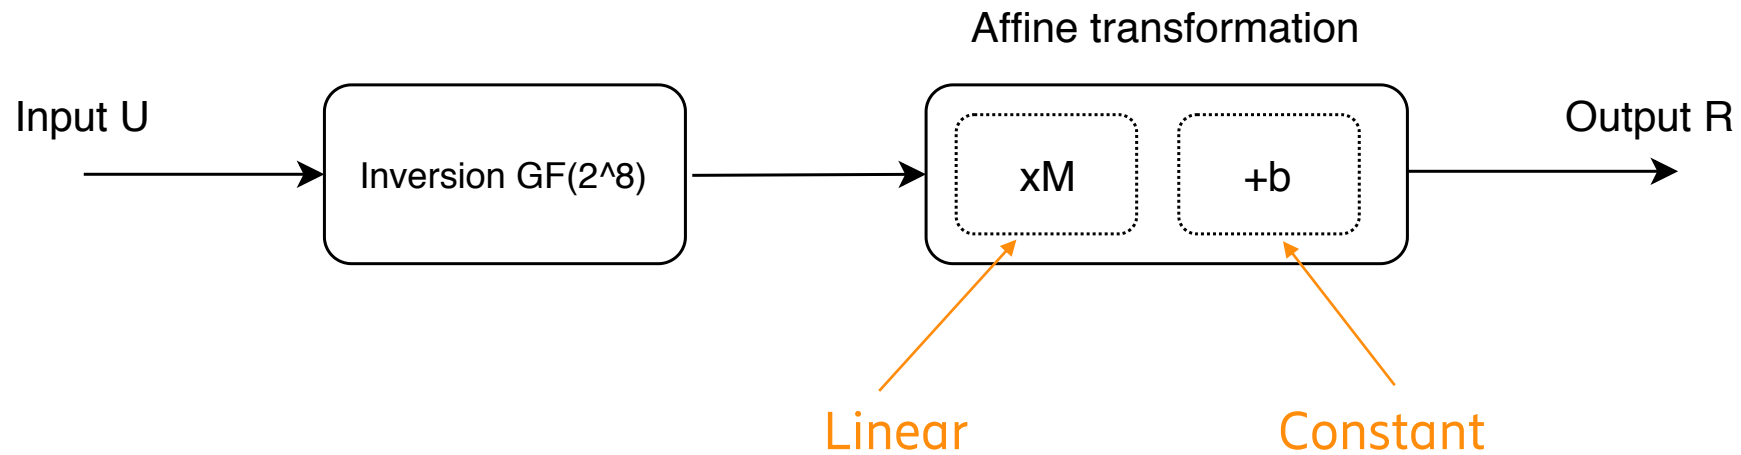 Affine transformation
Input U
Inversion GF(2^8)
xM
+b
Output R
Linear
Constant